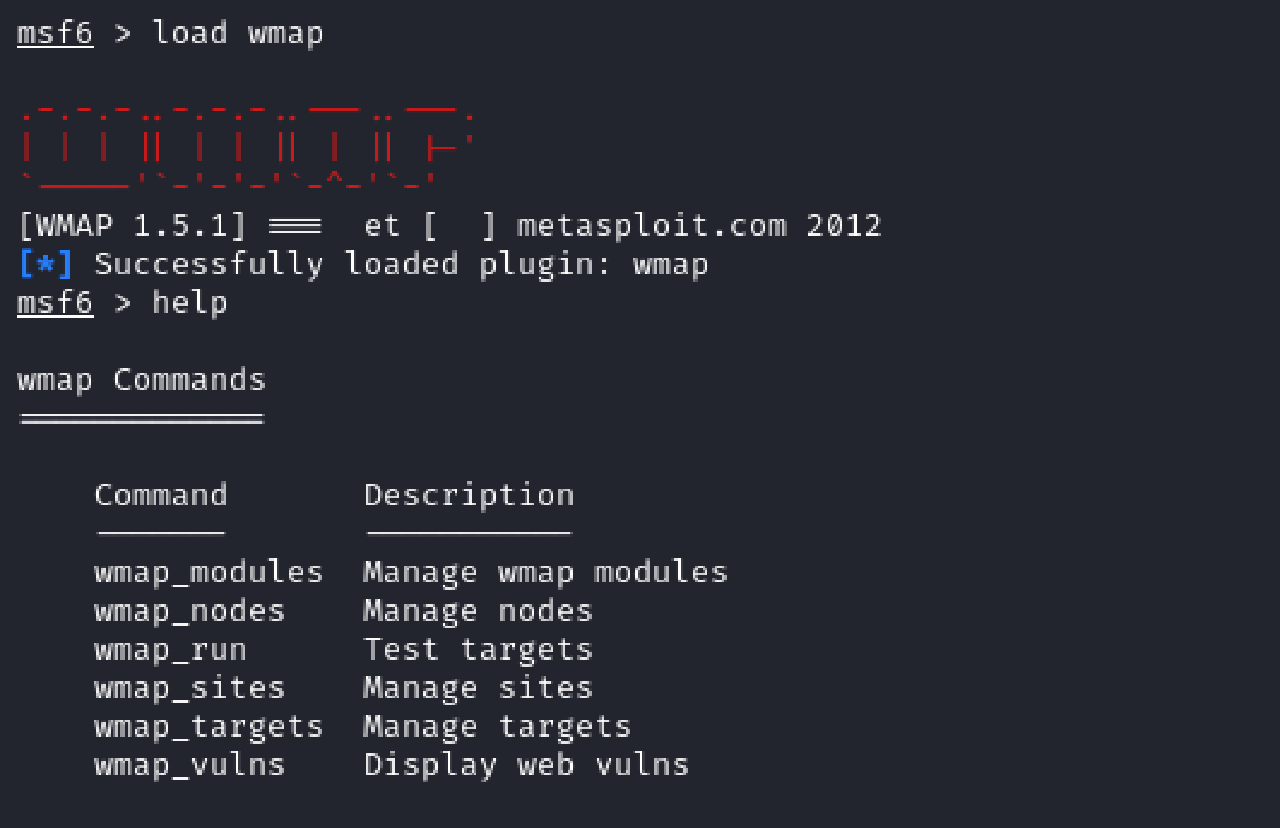 msf6 > load wmap
[WMAP 1.5.1] === et [ ] metasploit.com 2012
[*] Successfully loaded plugin: wmap
msf6 > help
wmap Commands
=============
Command Description
------- -----------
wmap_modules Manage wmap modules
wmap_nodes Manage nodes
wmap_run Test targets
wmap_sites Manage sites
wmap_targets Manage targets
wmap_vulns Display web vulns